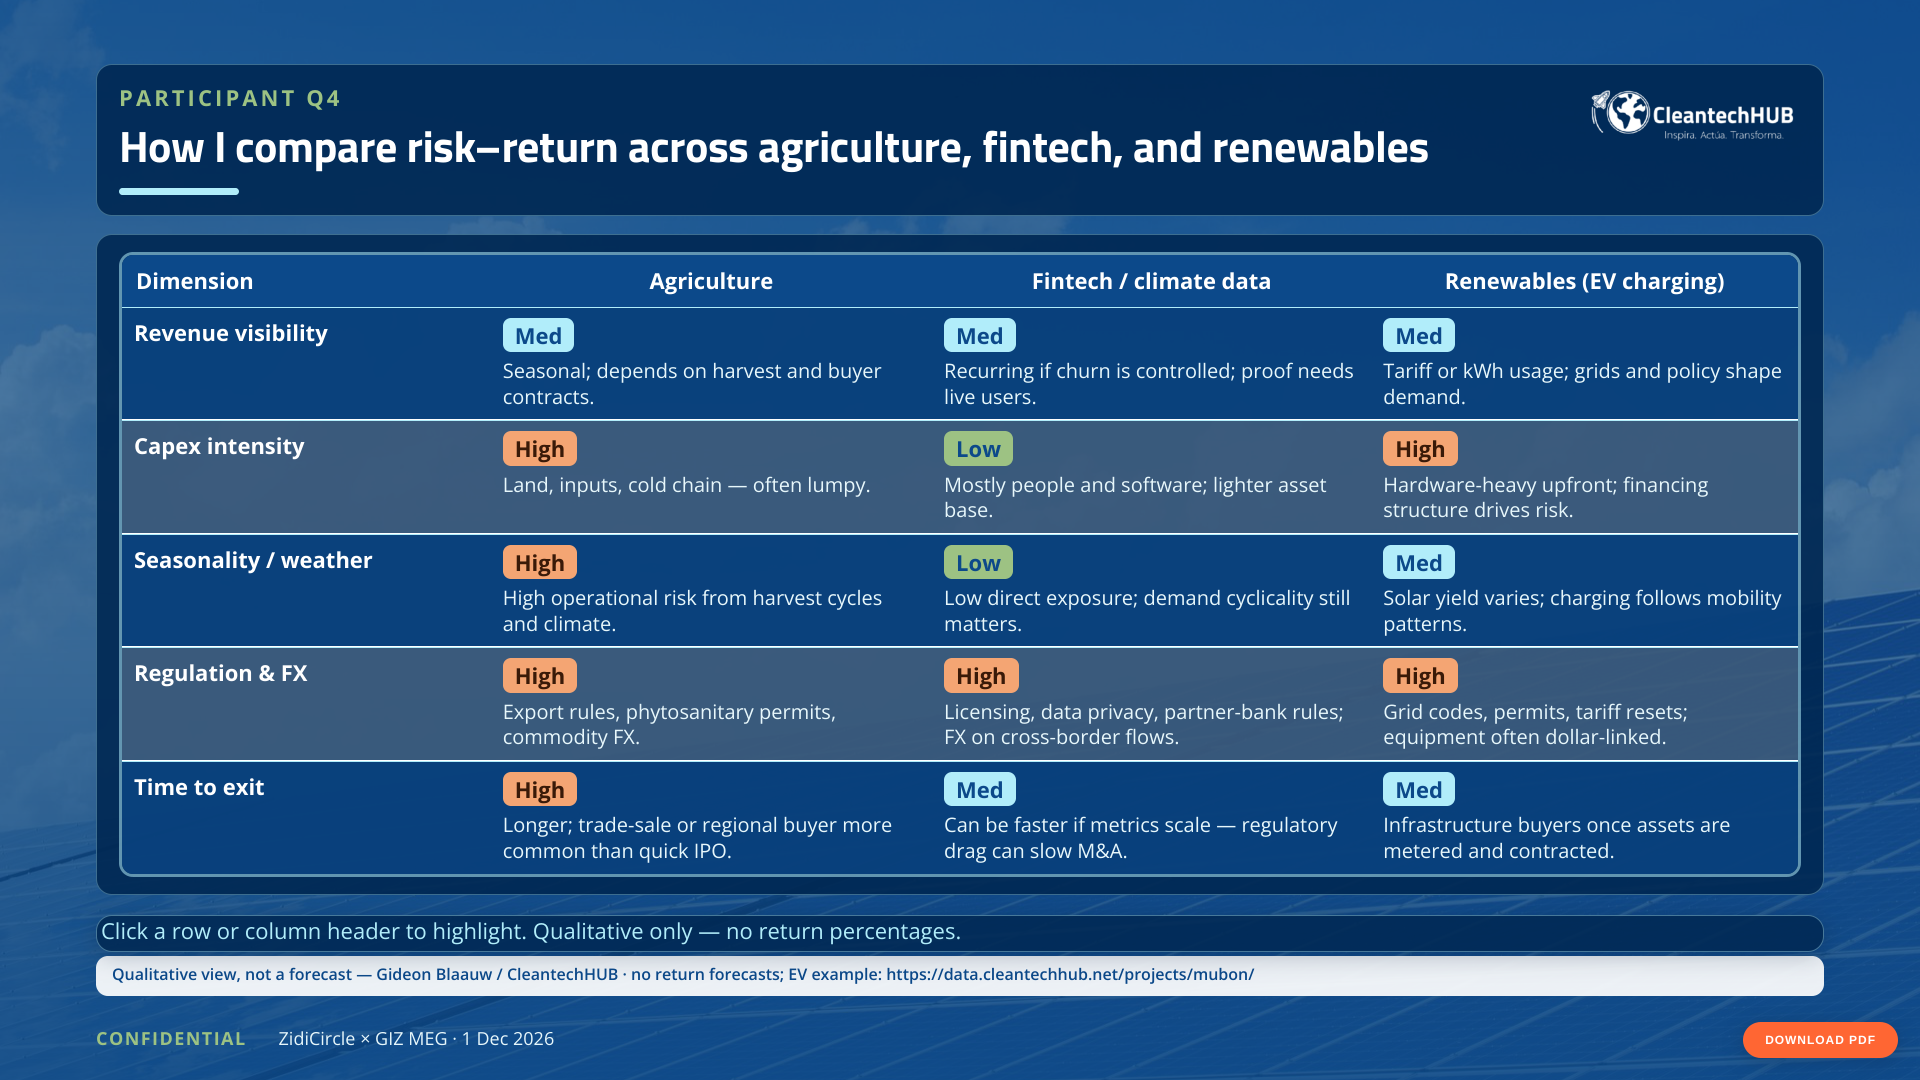 PARTICIPANT Q4
How I compare risk–return across agriculture, fintech, and renewables
CleantechHUB
Inspira. Actúa. Transforma.
Dimension
Agriculture
Fintech / climate data
Renewables (EV charging)
Revenue visibility
Med
Seasonal; depends on harvest and buyer
contracts.
Med
Recurring if churn is controlled; proof needs
live users.
Med
Tariff or kWh usage; grids and policy shape
demand.
Capex intensity
High
Land, inputs, cold chain — often lumpy.
Low
Mostly people and software; lighter asset
base.
High
Hardware-heavy upfront; financing
structure drives risk.
Seasonality / weather
High
High operational risk from harvest cycles
and climate.
Low
Low direct exposure; demand cyclicality still
matters.
Med
Solar yield varies; charging follows mobility
patterns.
Regulation & FX
High
Export rules, phytosanitary permits,
commodity FX.
High
Licensing, data privacy, partner-bank rules;
FX on cross-border flows.
High
Grid codes, permits, tariff resets;
equipment often dollar-linked.
Time to exit
High
Longer; trade-sale or regional buyer more
common than quick IPO.
Med
Can be faster if metrics scale — regulatory
drag can slow M&A.
Med
Infrastructure buyers once assets are
metered and contracted.
Click a row or column header to highlight. Qualitative only — no return percentages.
Qualitative view, not a forecast — Gideon Blaauw / CleantechHUB · no return forecasts; EV example: https://data.cleantechhub.net/projects/mubon/
CONFIDENTIAL
ZidiCircle × GIZ MEG · 1 Dec 2026
DOWNLOAD PDF